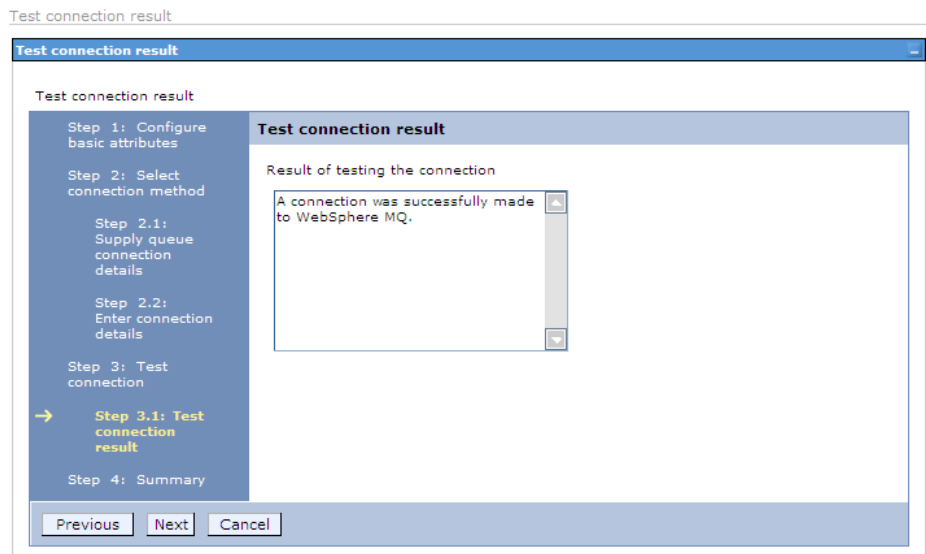 Test connection result
Test connection result
Test connection result
Step 1: Configure
basic attributes
Step 2: Select
connection method
Step 2.1:
Supply queue
connection
details
Step 2.2:
Enter connection
details
Step 3: Test
connection
Step 3.1: Test
connection
result
Step 4: Summary
Test connection result
Result of testing the connection
A connection was successfully made
to WebSphere MQ.
Previous Next Cancel